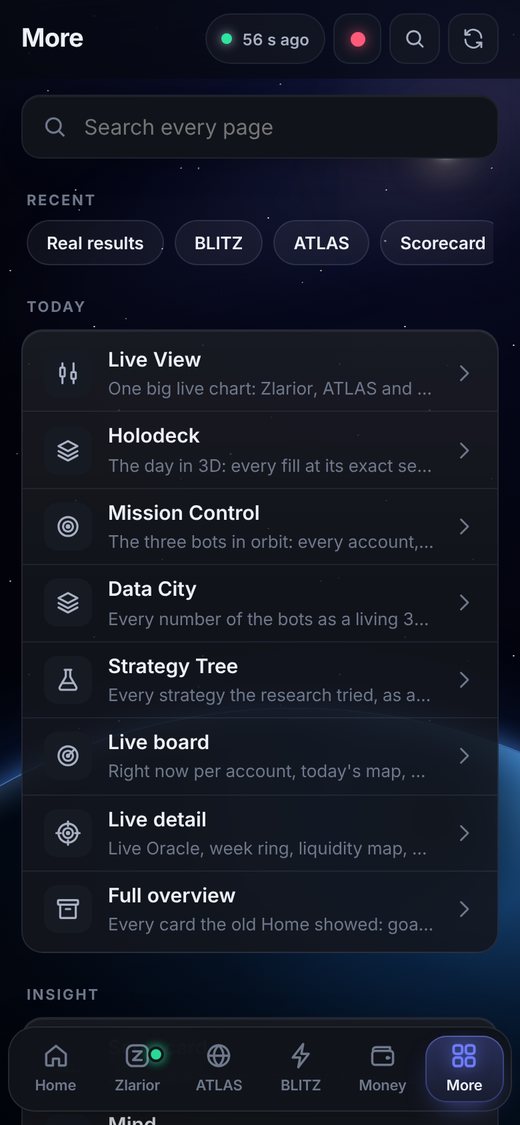 More
56 s ago
Search every page
RECENT
Real results
BLITZ
ATLAS
Scorecard
TODAY
Live View
One big live chart: Zlarior, ATLAS and ...
Holodeck
The day in 3D: every fill at its exact se...
Mission Control
The three bots in orbit: every account,...
Data City
Every number of the bots as a living 3...
Strategy Tree
Every strategy the research tried, as a...
Live board
Right now per account, today's map, ...
Live detail
Live Oracle, week ring, liquidity map, ...
Full overview
Every card the old Home showed: goa...
INSIGHT
Home
Zlarior
ATLAS
BLITZ
Money
More
Mind